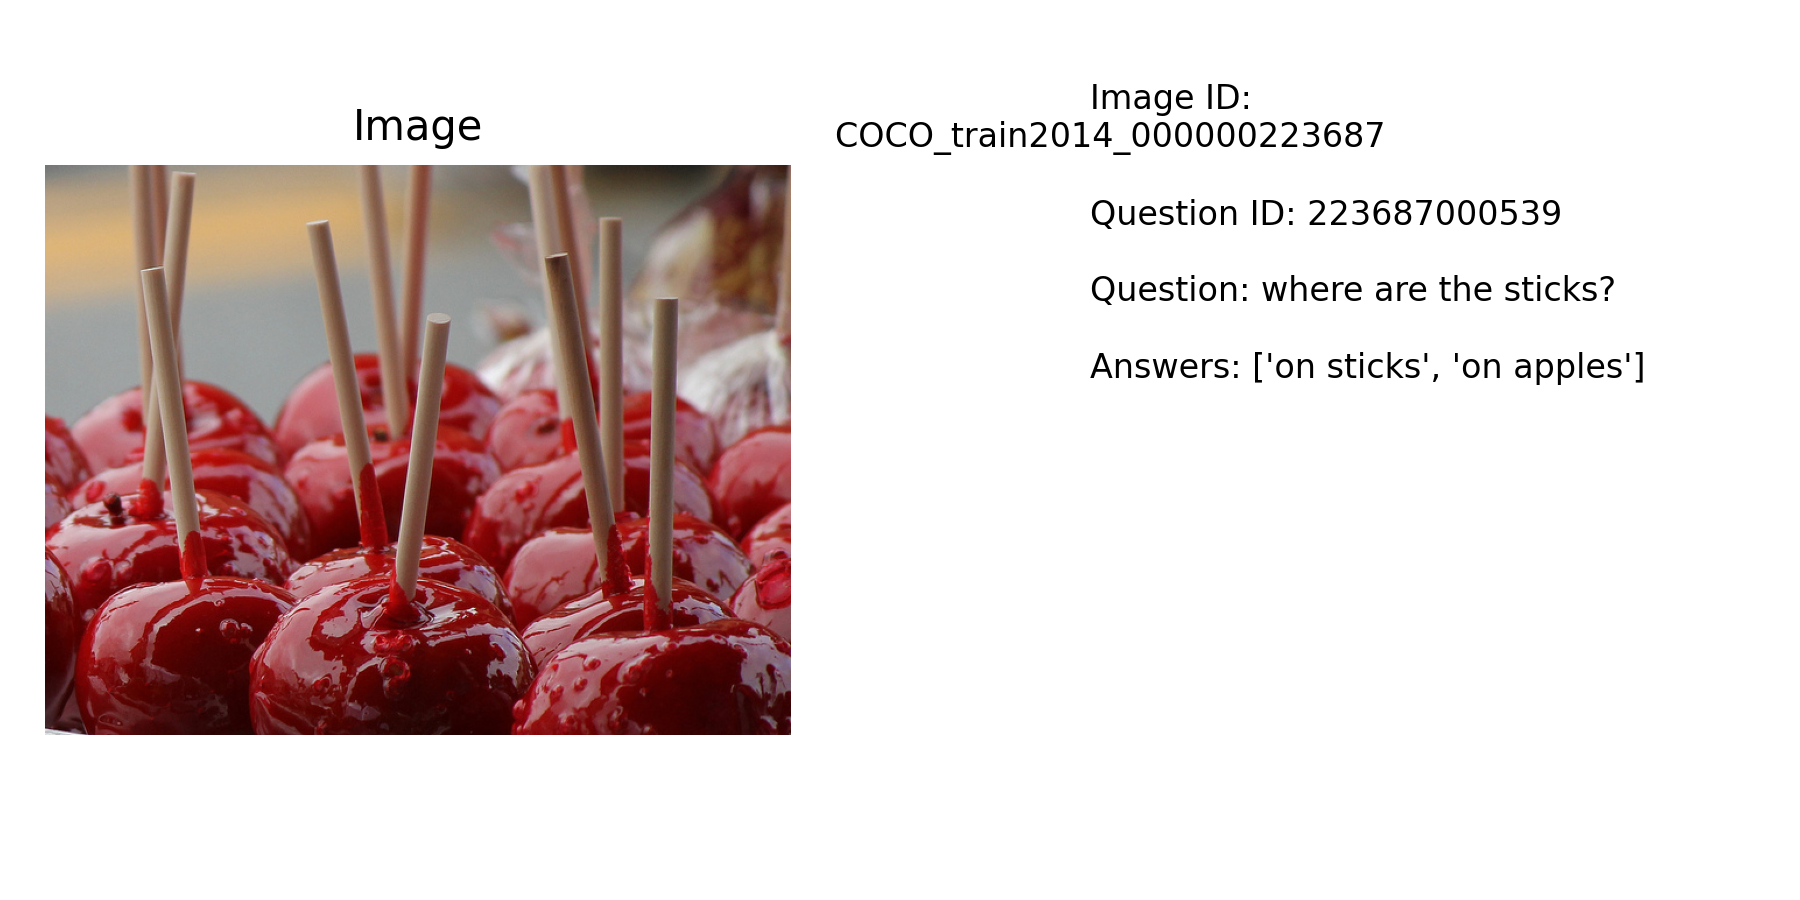 Image
Image ID:
COCO_train2014_000000223687
Question ID: 223687000539
Question: where are the sticks?
Answers: ['on sticks', 'on apples']